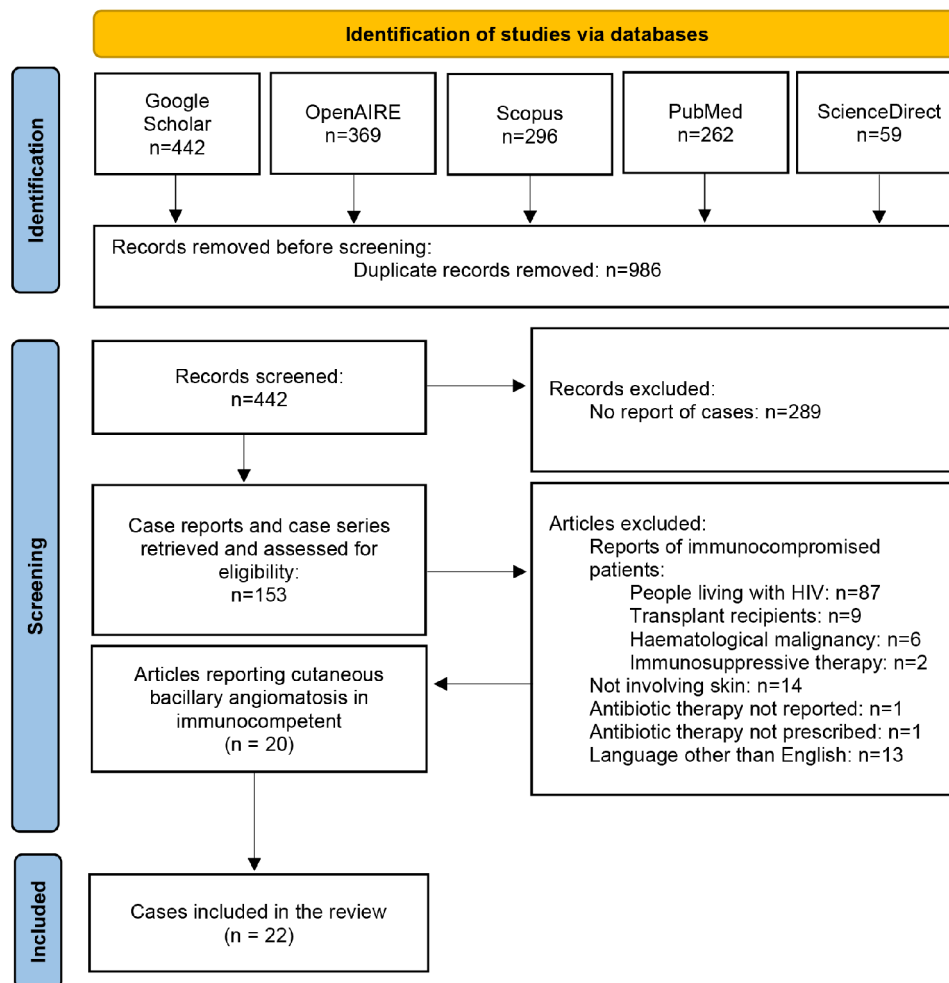 Identification of studies via databases
Identification
Google
Scholar
n=442
OpenAIRE
n=369
Scopus
n=296
PubMed
n=262
ScienceDirect
n=59
Records removed before screening:
Duplicate records removed: n=986
Screening
Records screened:
n=442
Records excluded:
No report of cases: n=289
Case reports and case series
retrieved and assessed for
eligibility:
n=153
Articles excluded:
Reports of immunocompromised
patients:
People living with HIV: n=87
Transplant recipients: n=9
Haematological malignancy: n=6
Immunosuppressive therapy: n=2
Not involving skin: n=14
Antibiotic therapy not reported: n=1
Antibiotic therapy not prescribed: n=1
Language other than English: n=13
Articles reporting cutaneous
bacillary angiomatosis in
immunocompetent
(n = 20)
Included
Cases included in the review
(n = 22)